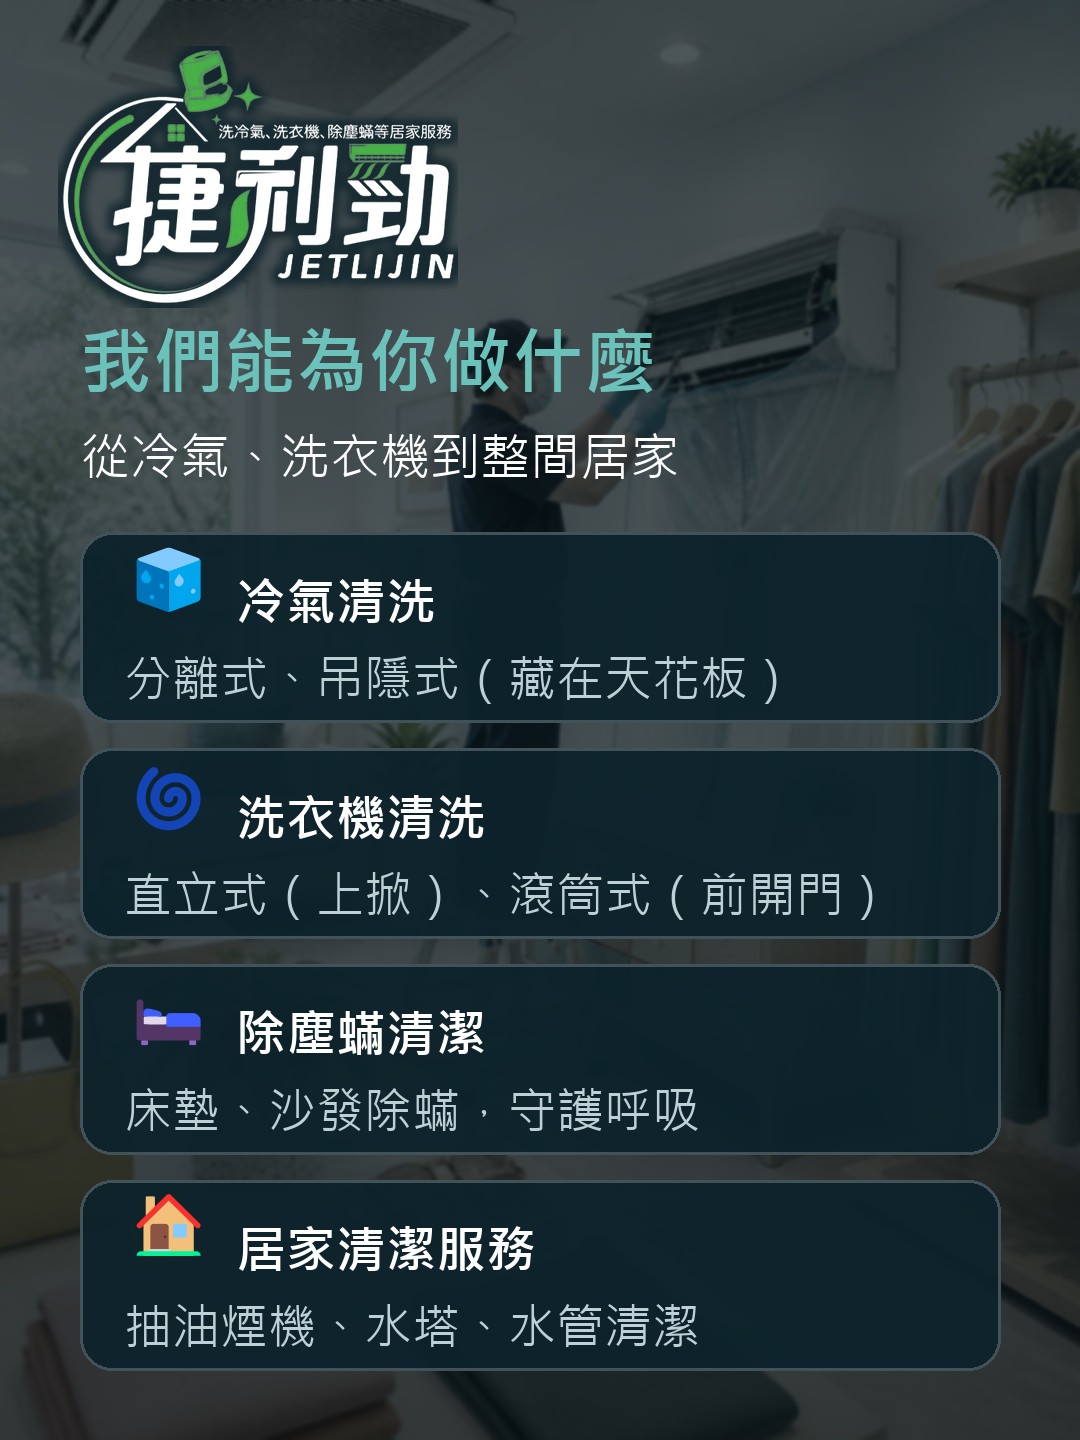 洗冷氣、洗衣機、除塵蟎等居家服務
捷利勁
JETLIJIN
我們能為你做什麼
從冷氣、洗衣機到整間居家
冷氣清洗
分離式、吊隱式（藏在天花板）
洗衣機清洗
直立式（上掀）、滾筒式（前開門）
除塵蟎清潔
床墊、沙發除蟎，守護呼吸
居家清潔服務
抽油煙機、水塔、水管清潔